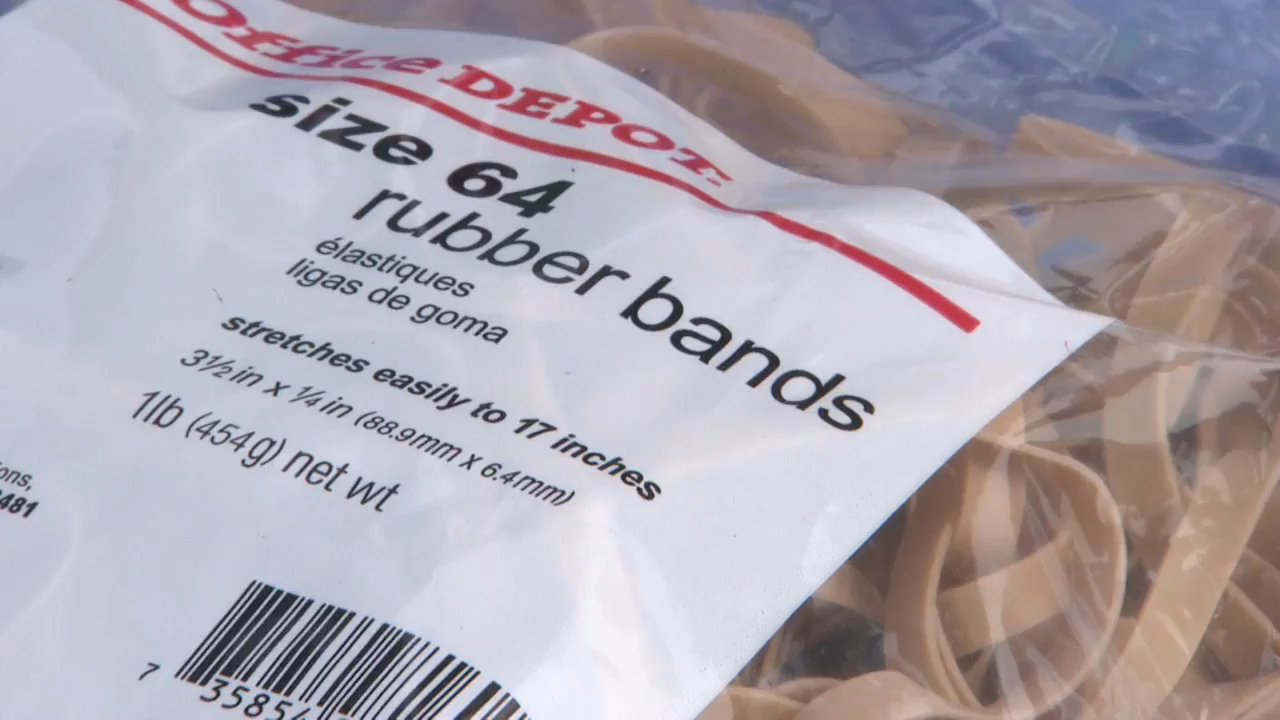 Office DEPOT
size 64
rubber bands
élastiques
ligas de goma
stretches easily to 17 inches
3½in x ¼in (88.9mm x 6.4mm)
1lb (454g) net wt
ons,
481
7 3585